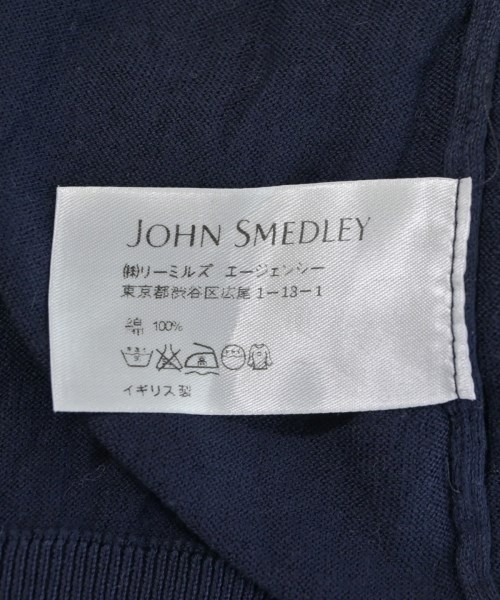 JOHN SMEDLEY
㈱リーミルズ エージェンシー
東京都渋谷区広尾1-18-1
綿 100%
イギリス製